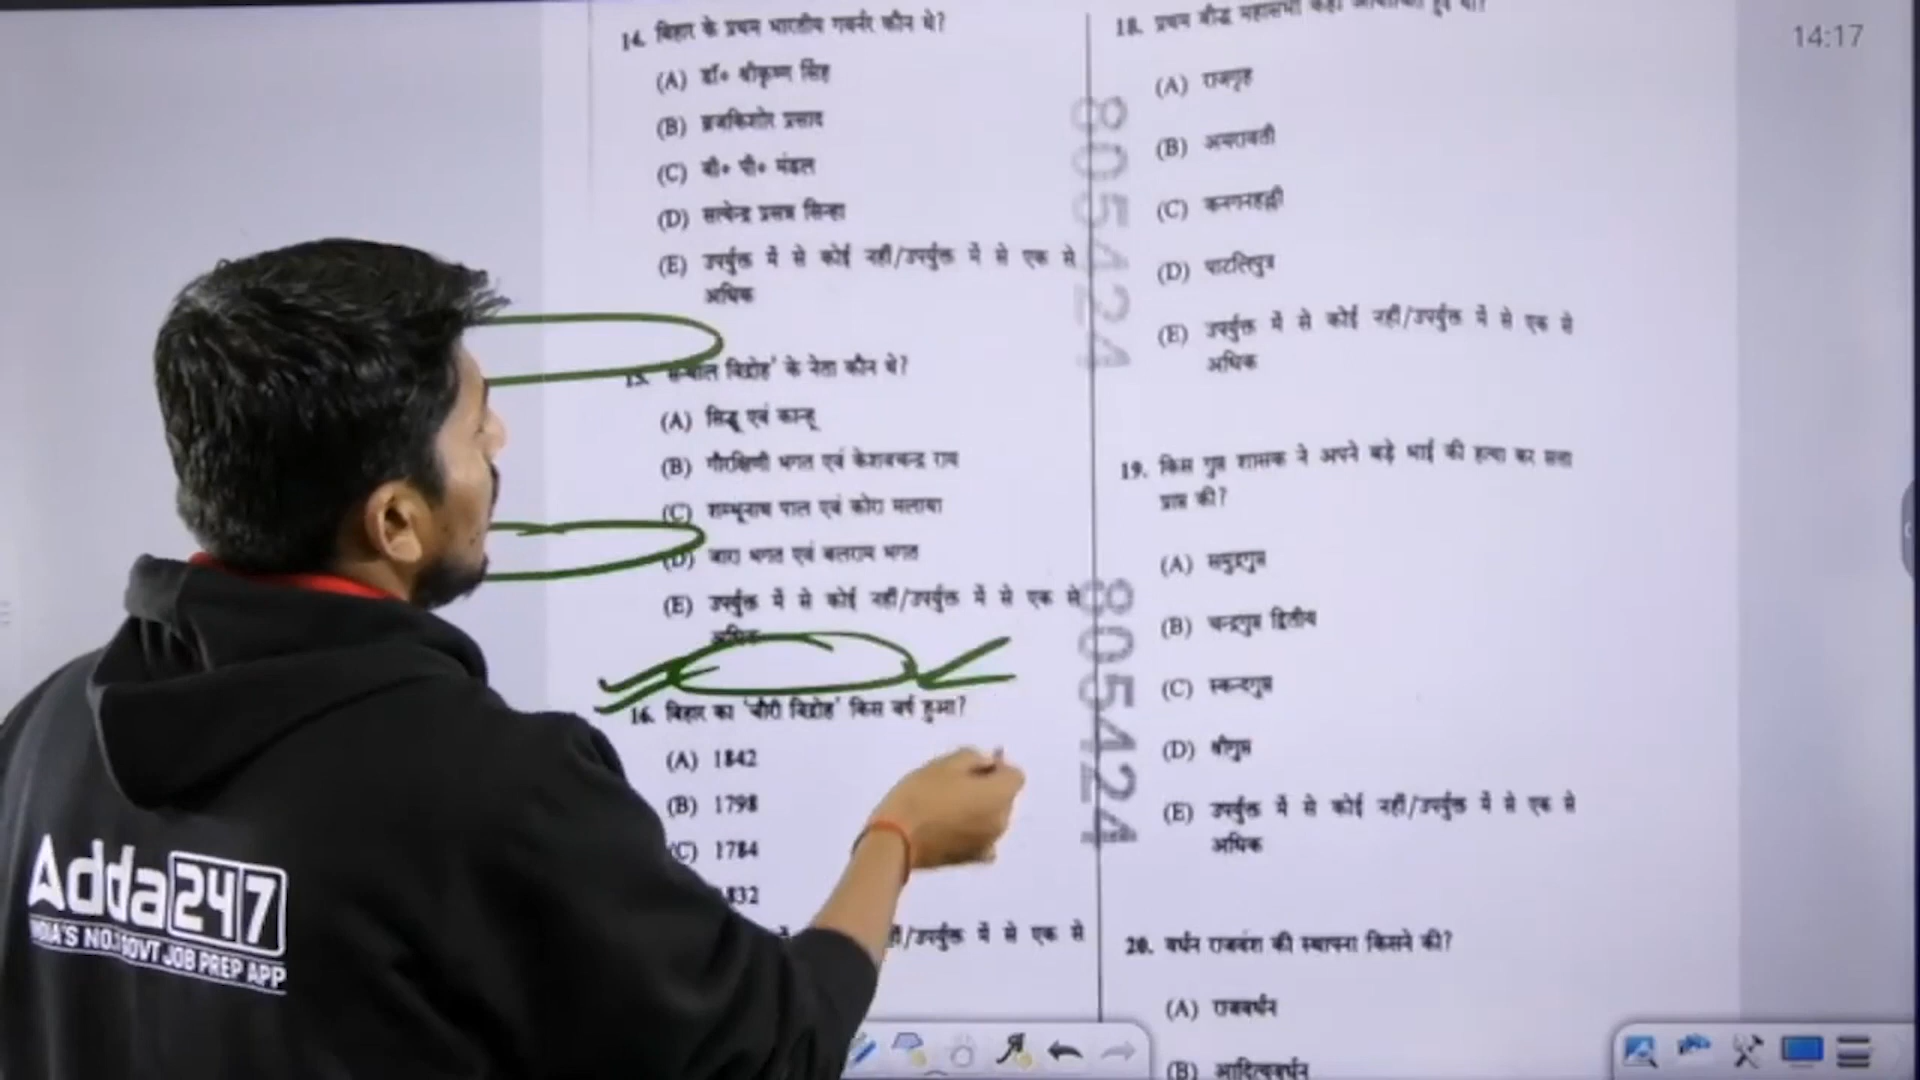 14:17
14. बिहार के प्रथम भारतीय गवर्नर कौन थे?
(A) डॉ॰ श्रीकृष्ण सिंह
(B) ब्रजकिशोर प्रसाद
(C) बी॰ पी॰ मंडल
(D) सत्येन्द्र प्रसन्न सिन्हा
(E) उपर्युक्त में से कोई नहीं/उपर्युक्त में से एक से
अधिक
विद्रोह' के नेता कौन थे?
(A) सिद्धू एवं कान्हू
(B) गौरक्षिणी भगत एवं केशवचन्द्र राय
(C) शम्भूनाथ पाल एवं कोरा मलाया
(D) जारा भगत एवं बलराम भगत
(E) उपर्युक्त में से कोई नहीं/उपर्युक्त में से एक से
अधिक
16. बिहार का 'चौरी विद्रोह' किस वर्ष हुआ?
(A) 1842
(B) 1798
(C) 1784
832
/उपर्युक्त में से एक से
805424
805424
18. प्रथम बौद्ध महासभा कहाँ
(A) राजगृह
(B) अमरावती
(C) कनगनहल्ली
(D) पाटलिपुत्र
(E) उपर्युक्त में से कोई नहीं/उपर्युक्त में से एक से
अधिक
19. किस गुप्त शासक ने अपने बड़े भाई की हत्या कर सत्ता
प्राप्त की?
(A) समुद्रगुप्त
(B) चन्द्रगुप्त द्वितीय
(C) स्कन्दगुप्त
(D) श्रीगुप्त
(E) उपर्युक्त में से कोई नहीं/उपर्युक्त में से एक से
अधिक
20. वर्धन राजवंश की स्थापना किसने की?
(A) राजवर्धन
(B) आदित्यवर्धन
Adda247
INDIA'S NO.1 GOVT JOB PREP APP